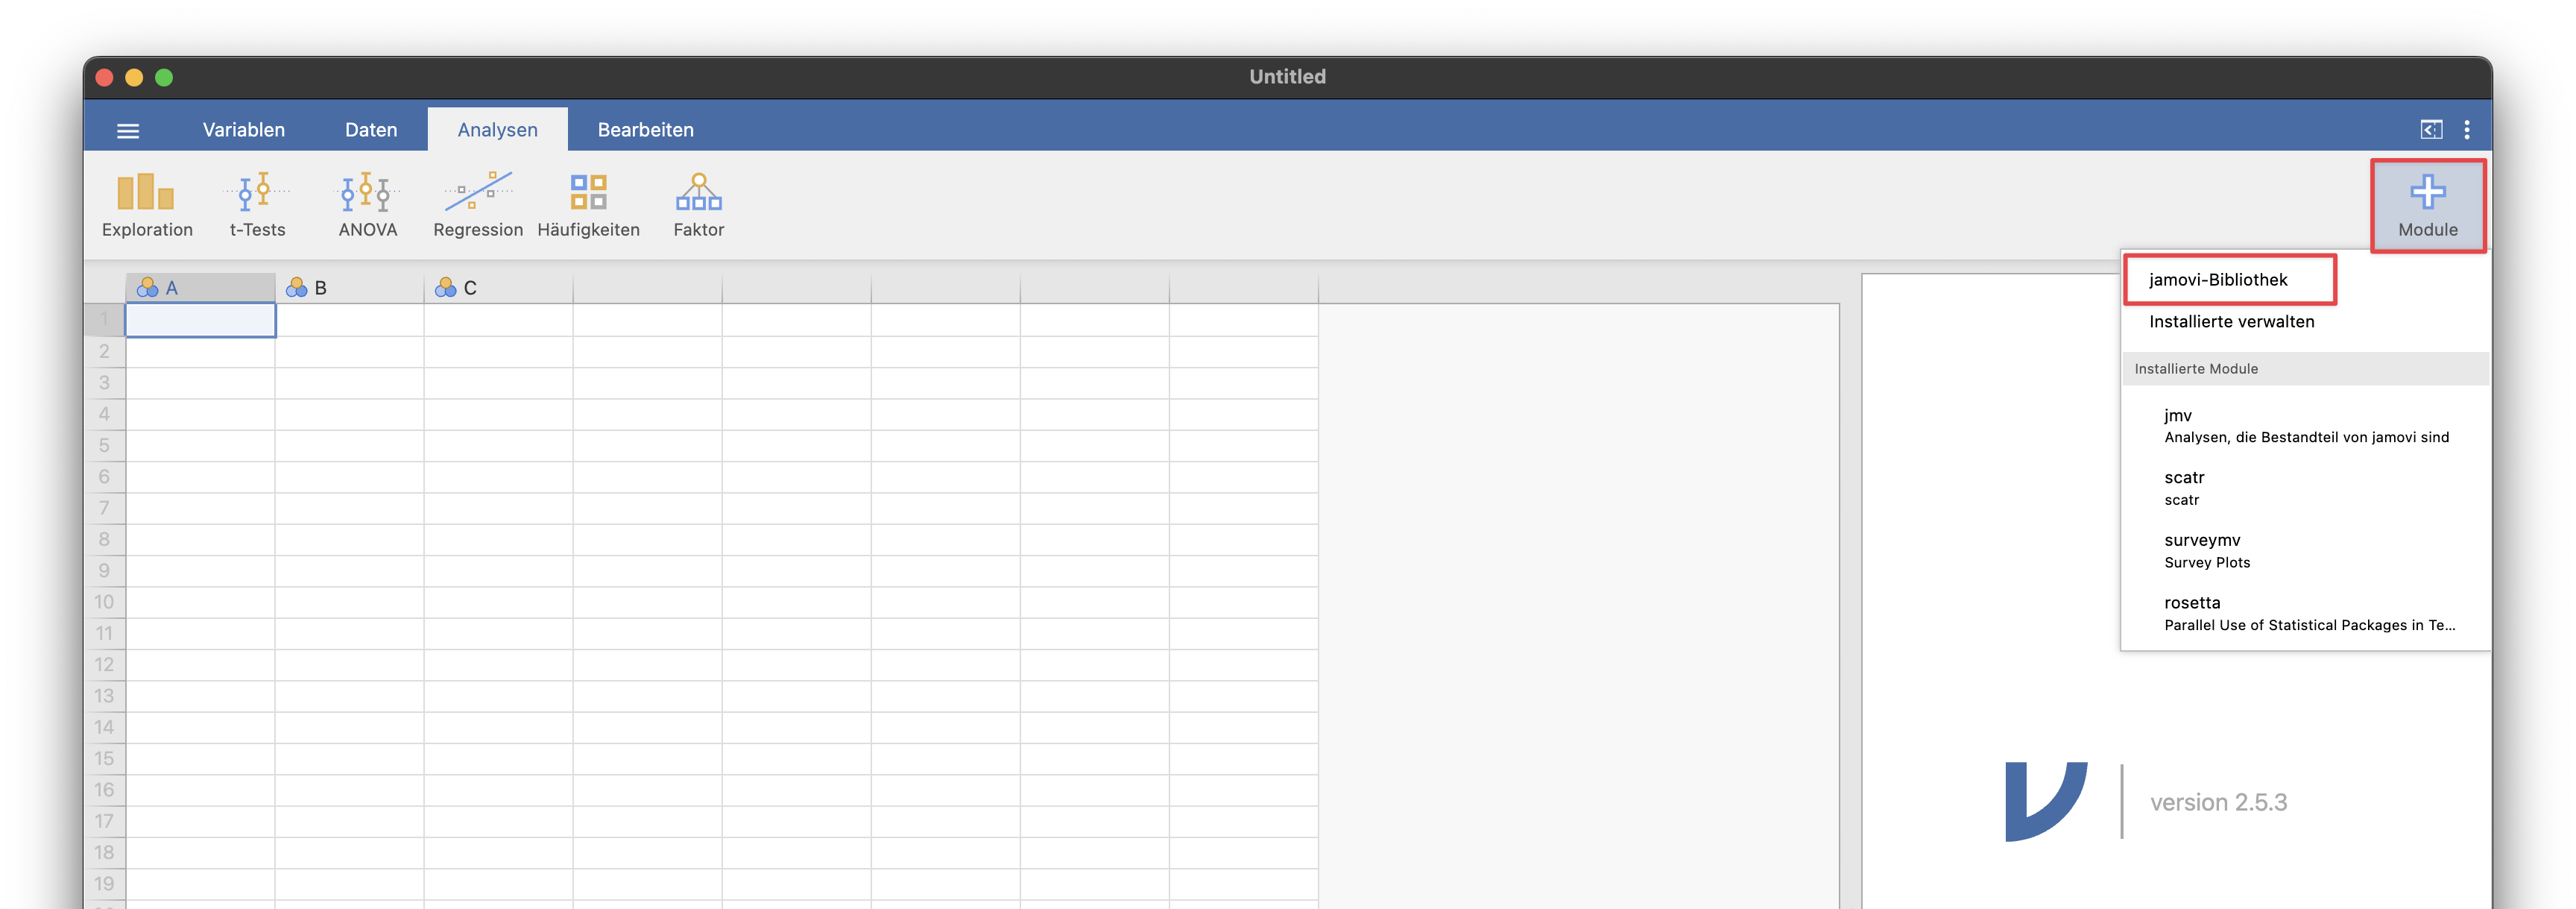 Untitled
Variablen Daten Analysen Bearbeiten
Exploration t-Tests ANOVA Regression Häufigkeiten Faktor Module
jamovi-Bibliothek
Installierte verwalten
Installierte Module
jmv
Analysen, die Bestandteil von jamovi sind
scatr
scatr
surveymv
Survey Plots
rosetta
Parallel Use of Statistical Packages in Te...
A B C
1
2
3
4
5
6
7
8
9
10
11
12
13
14
15
16
17
18
19
version 2.5.3